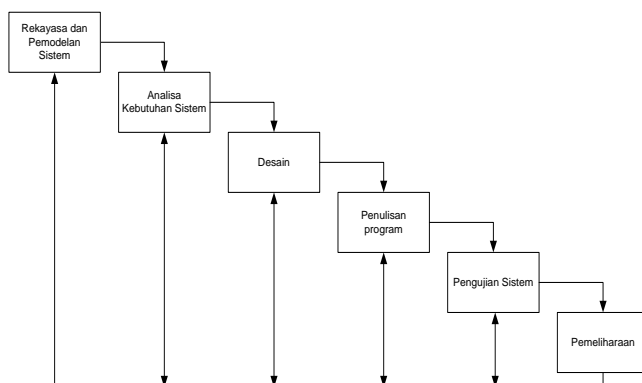 Rekayasa dan
Pemodelan
Sistem
Analisa
Kebutuhan Sistem
Desain
Penulisan
program
Pengujian Sistem
Pemeliharaan